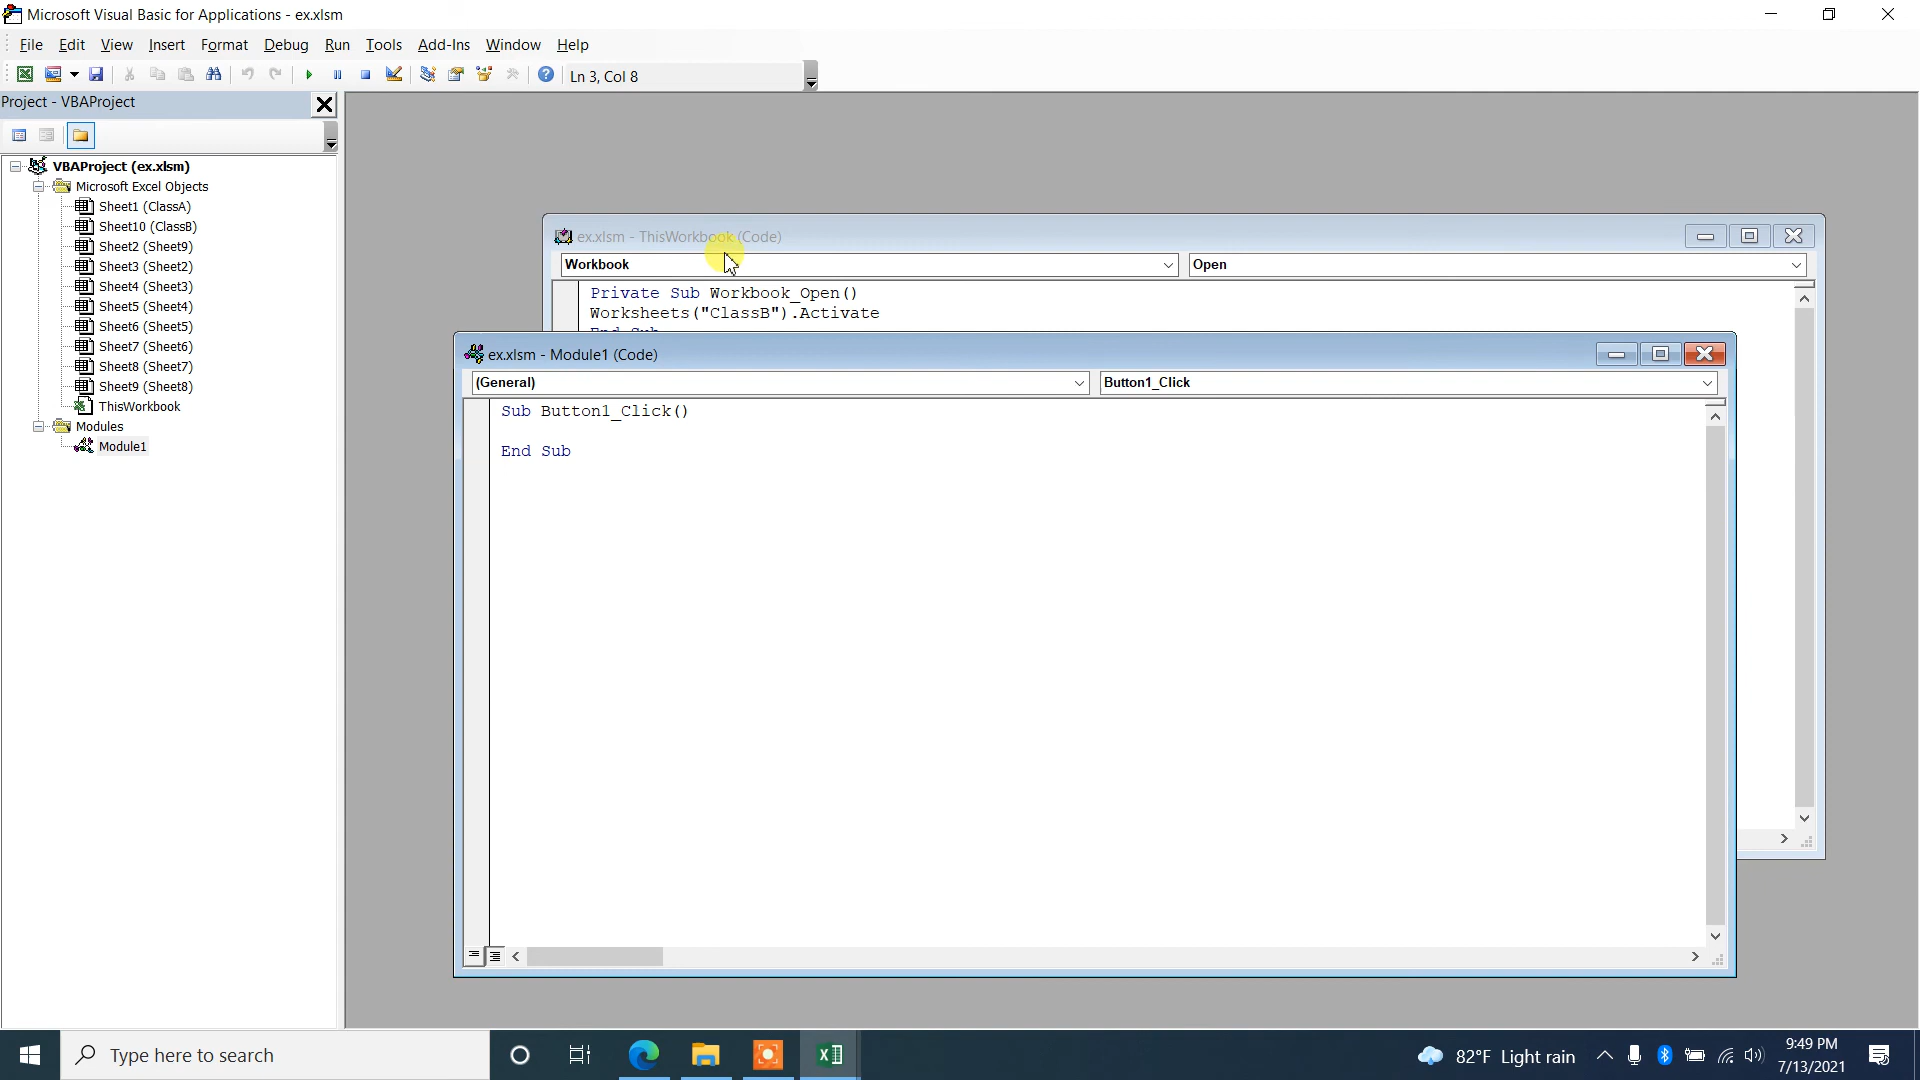 Microsoft Visual Basic for Applications - ex.xlsm
File Edit View Insert Format Debug Run Tools Add-Ins Window Help
Ln 3, Col 8
Project - VBAProject
VBAProject (ex.xlsm)
Microsoft Excel Objects
Sheet1 (ClassA)
Sheet10 (ClassB)
Sheet2 (Sheet9)
Sheet3 (Sheet2)
Sheet4 (Sheet3)
Sheet5 (Sheet4)
Sheet6 (Sheet5)
Sheet7 (Sheet6)
Sheet8 (Sheet7)
Sheet9 (Sheet8)
ThisWorkbook
Modules
Module1
ex.xlsm - ThisWorkbook (Code)
Workbook Open
Private Sub Workbook_Open()
Worksheets("ClassB").Activate
End Sub
ex.xlsm - Module1 (Code)
(General) Button1_Click
Sub Button1_Click()
End Sub
Type here to search
82°F Light rain
9:49 PM
7/13/2021